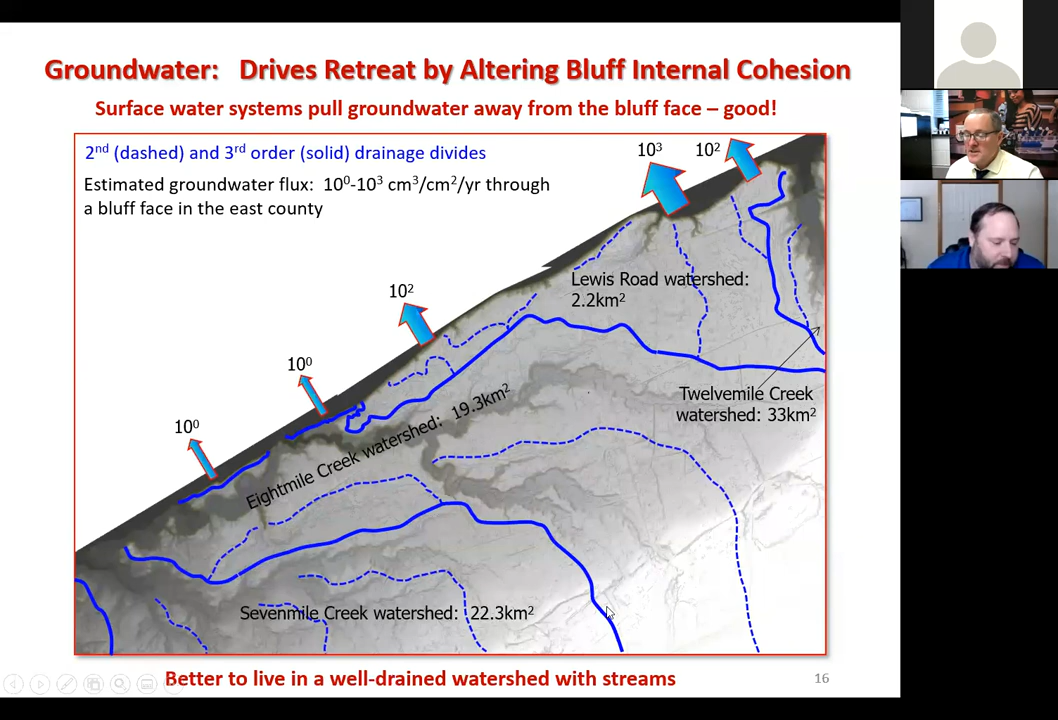 Groundwater: Drives Retreat by Altering Bluff Internal Cohesion
Surface water systems pull groundwater away from the bluff face – good!
2nd (dashed) and 3rd order (solid) drainage divides
Estimated groundwater flux: 10⁰-10³ cm³/cm²/yr through
a bluff face in the east county
10³
10²
10²
10⁰
10⁰
Lewis Road watershed:
2.2km²
Twelvemile Creek
watershed: 33km²
Eightmile Creek watershed: 19.3km²
Sevenmile Creek watershed: 22.3km²
Better to live in a well-drained watershed with streams
16